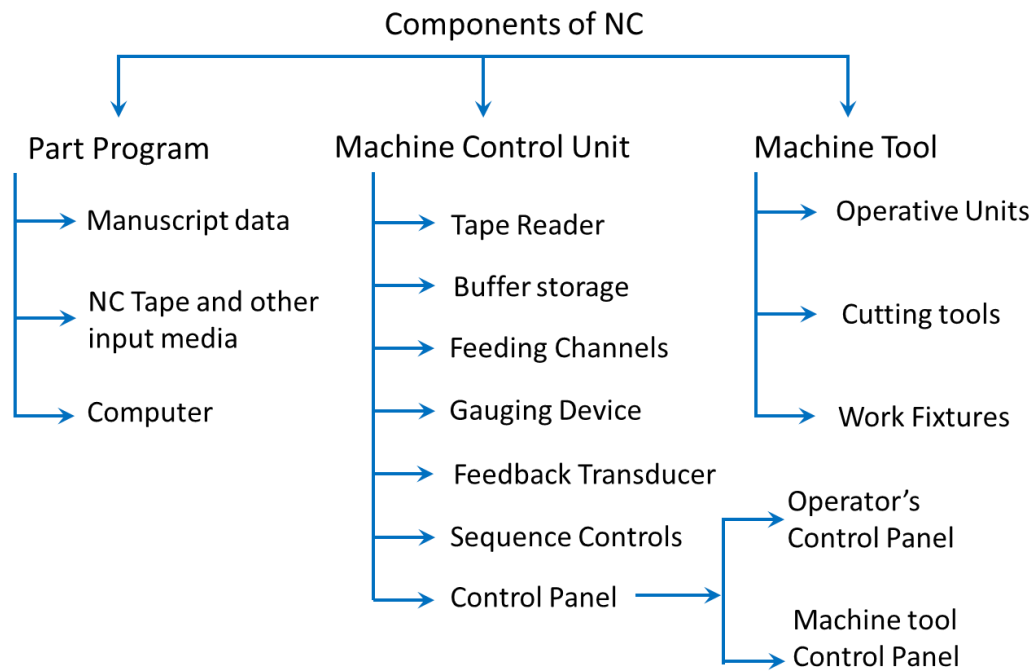 Components of NC
Part Program
Manuscript data
NC Tape and other
input media
Computer
Machine Control Unit
Tape Reader
Buffer storage
Feeding Channels
Gauging Device
Feedback Transducer
Sequence Controls
Control Panel
Operator’s
Control Panel
Machine tool
Control Panel
Machine Tool
Operative Units
Cutting tools
Work Fixtures